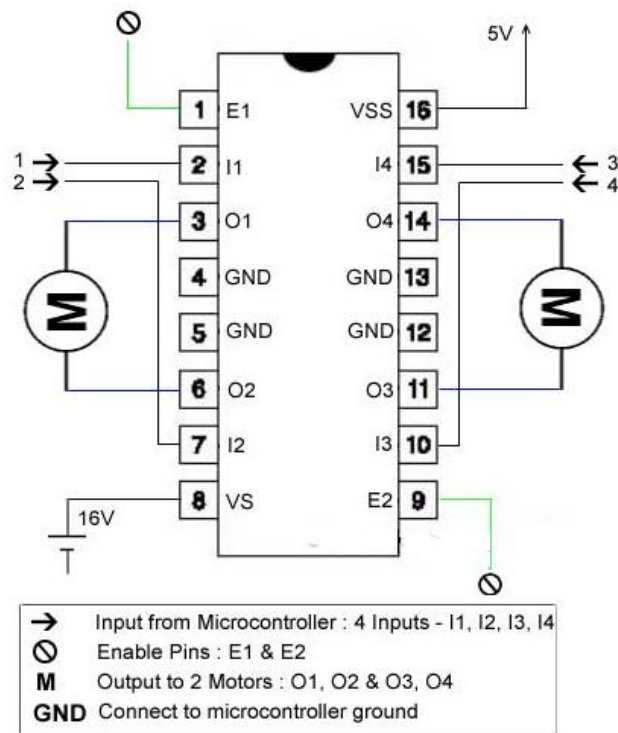 5V
1 E1 VSS 16
1 → 2 I1 I4 15 ← 3
2 → ← 4
3 O1 O4 14
M 4 GND GND 13 M
5 GND GND 12
6 O2 O3 11
7 I2 I3 10
16V 8 VS E2 9
→ Input from Microcontroller : 4 Inputs - I1, I2, I3, I4
Enable Pins : E1 & E2
M Output to 2 Motors : O1, O2 & O3, O4
GND Connect to microcontroller ground